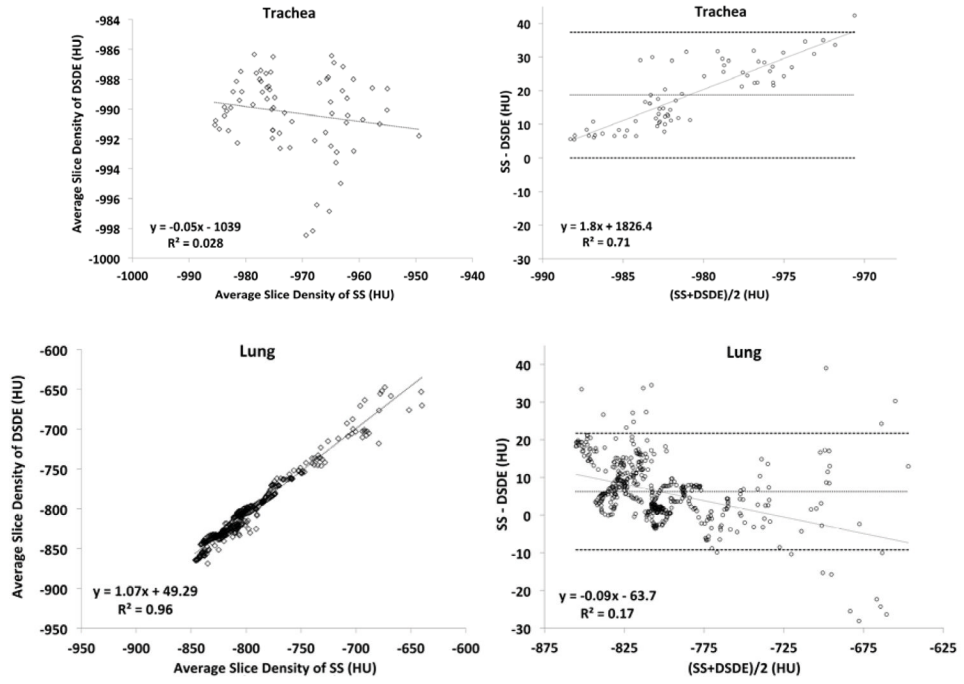 Trachea
-984
-986
-988
-990
-992
-994
-996
-998
-1000
-1000 -990 -980 -970 -960 -950 -940
Average Slice Density of DSDE (HU)
Average Slice Density of SS (HU)
y = -0.05x - 1039
R² = 0.028
Trachea
40
30
20
10
0
-10
-20
-30
-990 -985 -980 -975 -970
SS - DSDE (HU)
(SS+DSDE)/2 (HU)
y = 1.8x + 1826.4
R² = 0.71
Lung
-600
-650
-700
-750
-800
-850
-900
-950
-950 -900 -850 -800 -750 -700 -650 -600
Average Slice Density of DSDE (HU)
Average Slice Density of SS (HU)
y = 1.07x + 49.29
R² = 0.96
Lung
40
30
20
10
0
-10
-20
-30
-875 -825 -775 -725 -675 -625
SS - DSDE (HU)
(SS+DSDE)/2 (HU)
y = -0.09x - 63.7
R² = 0.17